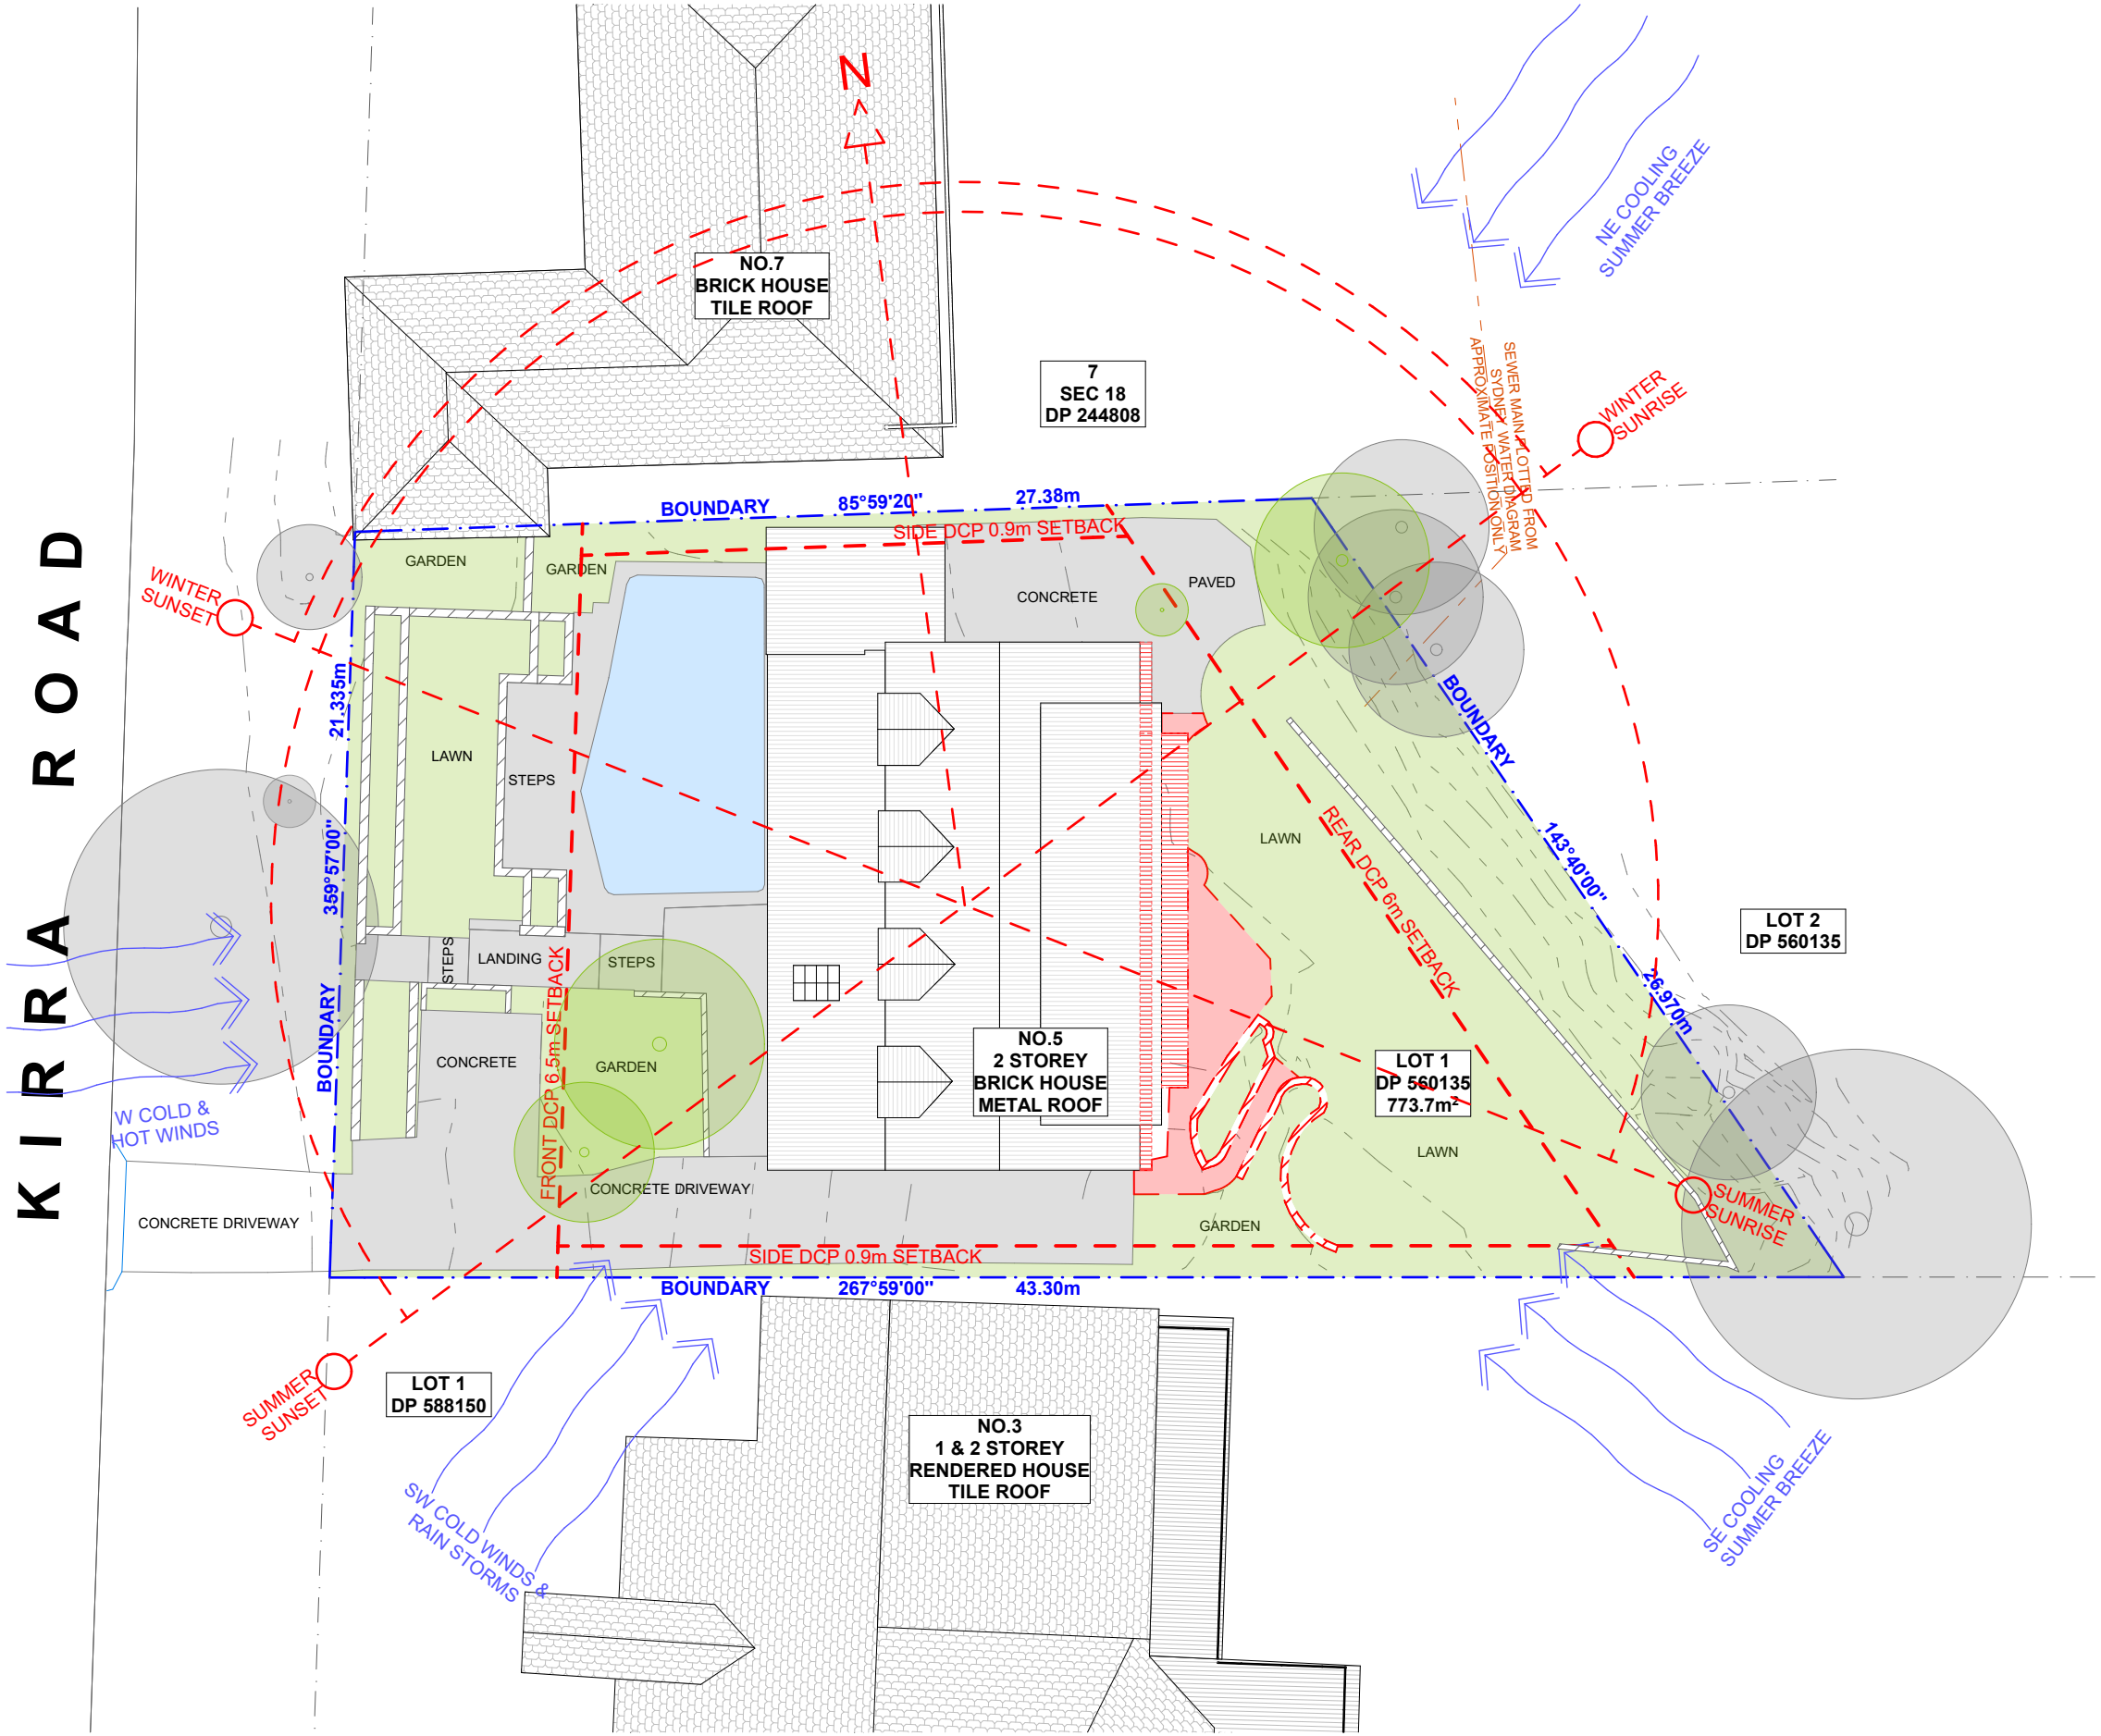 N
NE COOLING
SUMMER BREEZE
NO.7
BRICK HOUSE
TILE ROOF
7
SEC 18
DP 244808
SEWER MAIN PLOTTED FROM
SYDNEY WATER DIAGRAM
APPROXIMATE POSITION ONLY
WINTER
SUNRISE
BOUNDARY
85°59'20"
27.38m
SIDE DCP 0.9m SETBACK
GARDEN
GARDEN
WINTER
SUNSET
CONCRETE
PAVED
KIRRA ROAD
21.335m
359°57'00"
BOUNDARY
LAWN
STEPS
BOUNDARY
143°40'00"
26.970m
LAWN
REAR DCP 6m SETBACK
LOT 2
DP 560135
STEPS
LANDING
STEPS
FRONT DCP 6.5m SETBACK
CONCRETE
GARDEN
NO.5
2 STOREY
BRICK HOUSE
METAL ROOF
LOT 1
DP 560135
773.7m²
LAWN
W COLD &
HOT WINDS
CONCRETE DRIVEWAY
CONCRETE DRIVEWAY
GARDEN
SUMMER
SUNRISE
SIDE DCP 0.9m SETBACK
BOUNDARY
267°59'00"
43.30m
SUMMER
SUNSET
LOT 1
DP 588150
NO.3
1 & 2 STOREY
RENDERED HOUSE
TILE ROOF
SW COLD WINDS &
RAIN STORMS
SE COOLING
SUMMER BREEZE